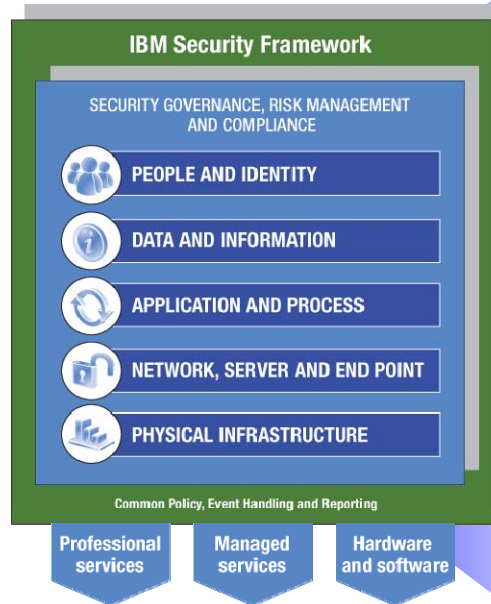 IBM Security Framework
SECURITY GOVERNANCE, RISK MANAGEMENT
AND COMPLIANCE
PEOPLE AND IDENTITY
DATA AND INFORMATION
APPLICATION AND PROCESS
NETWORK, SERVER AND END POINT
PHYSICAL INFRASTRUCTURE
Common Policy, Event Handling and Reporting
Professional
services
Managed
services
Hardware
and software